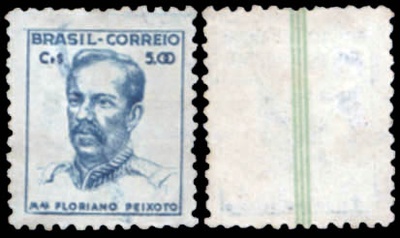 BRASIL-CORREIO
Cr$ 5,00
MAL FLORIANO PEIXOTO